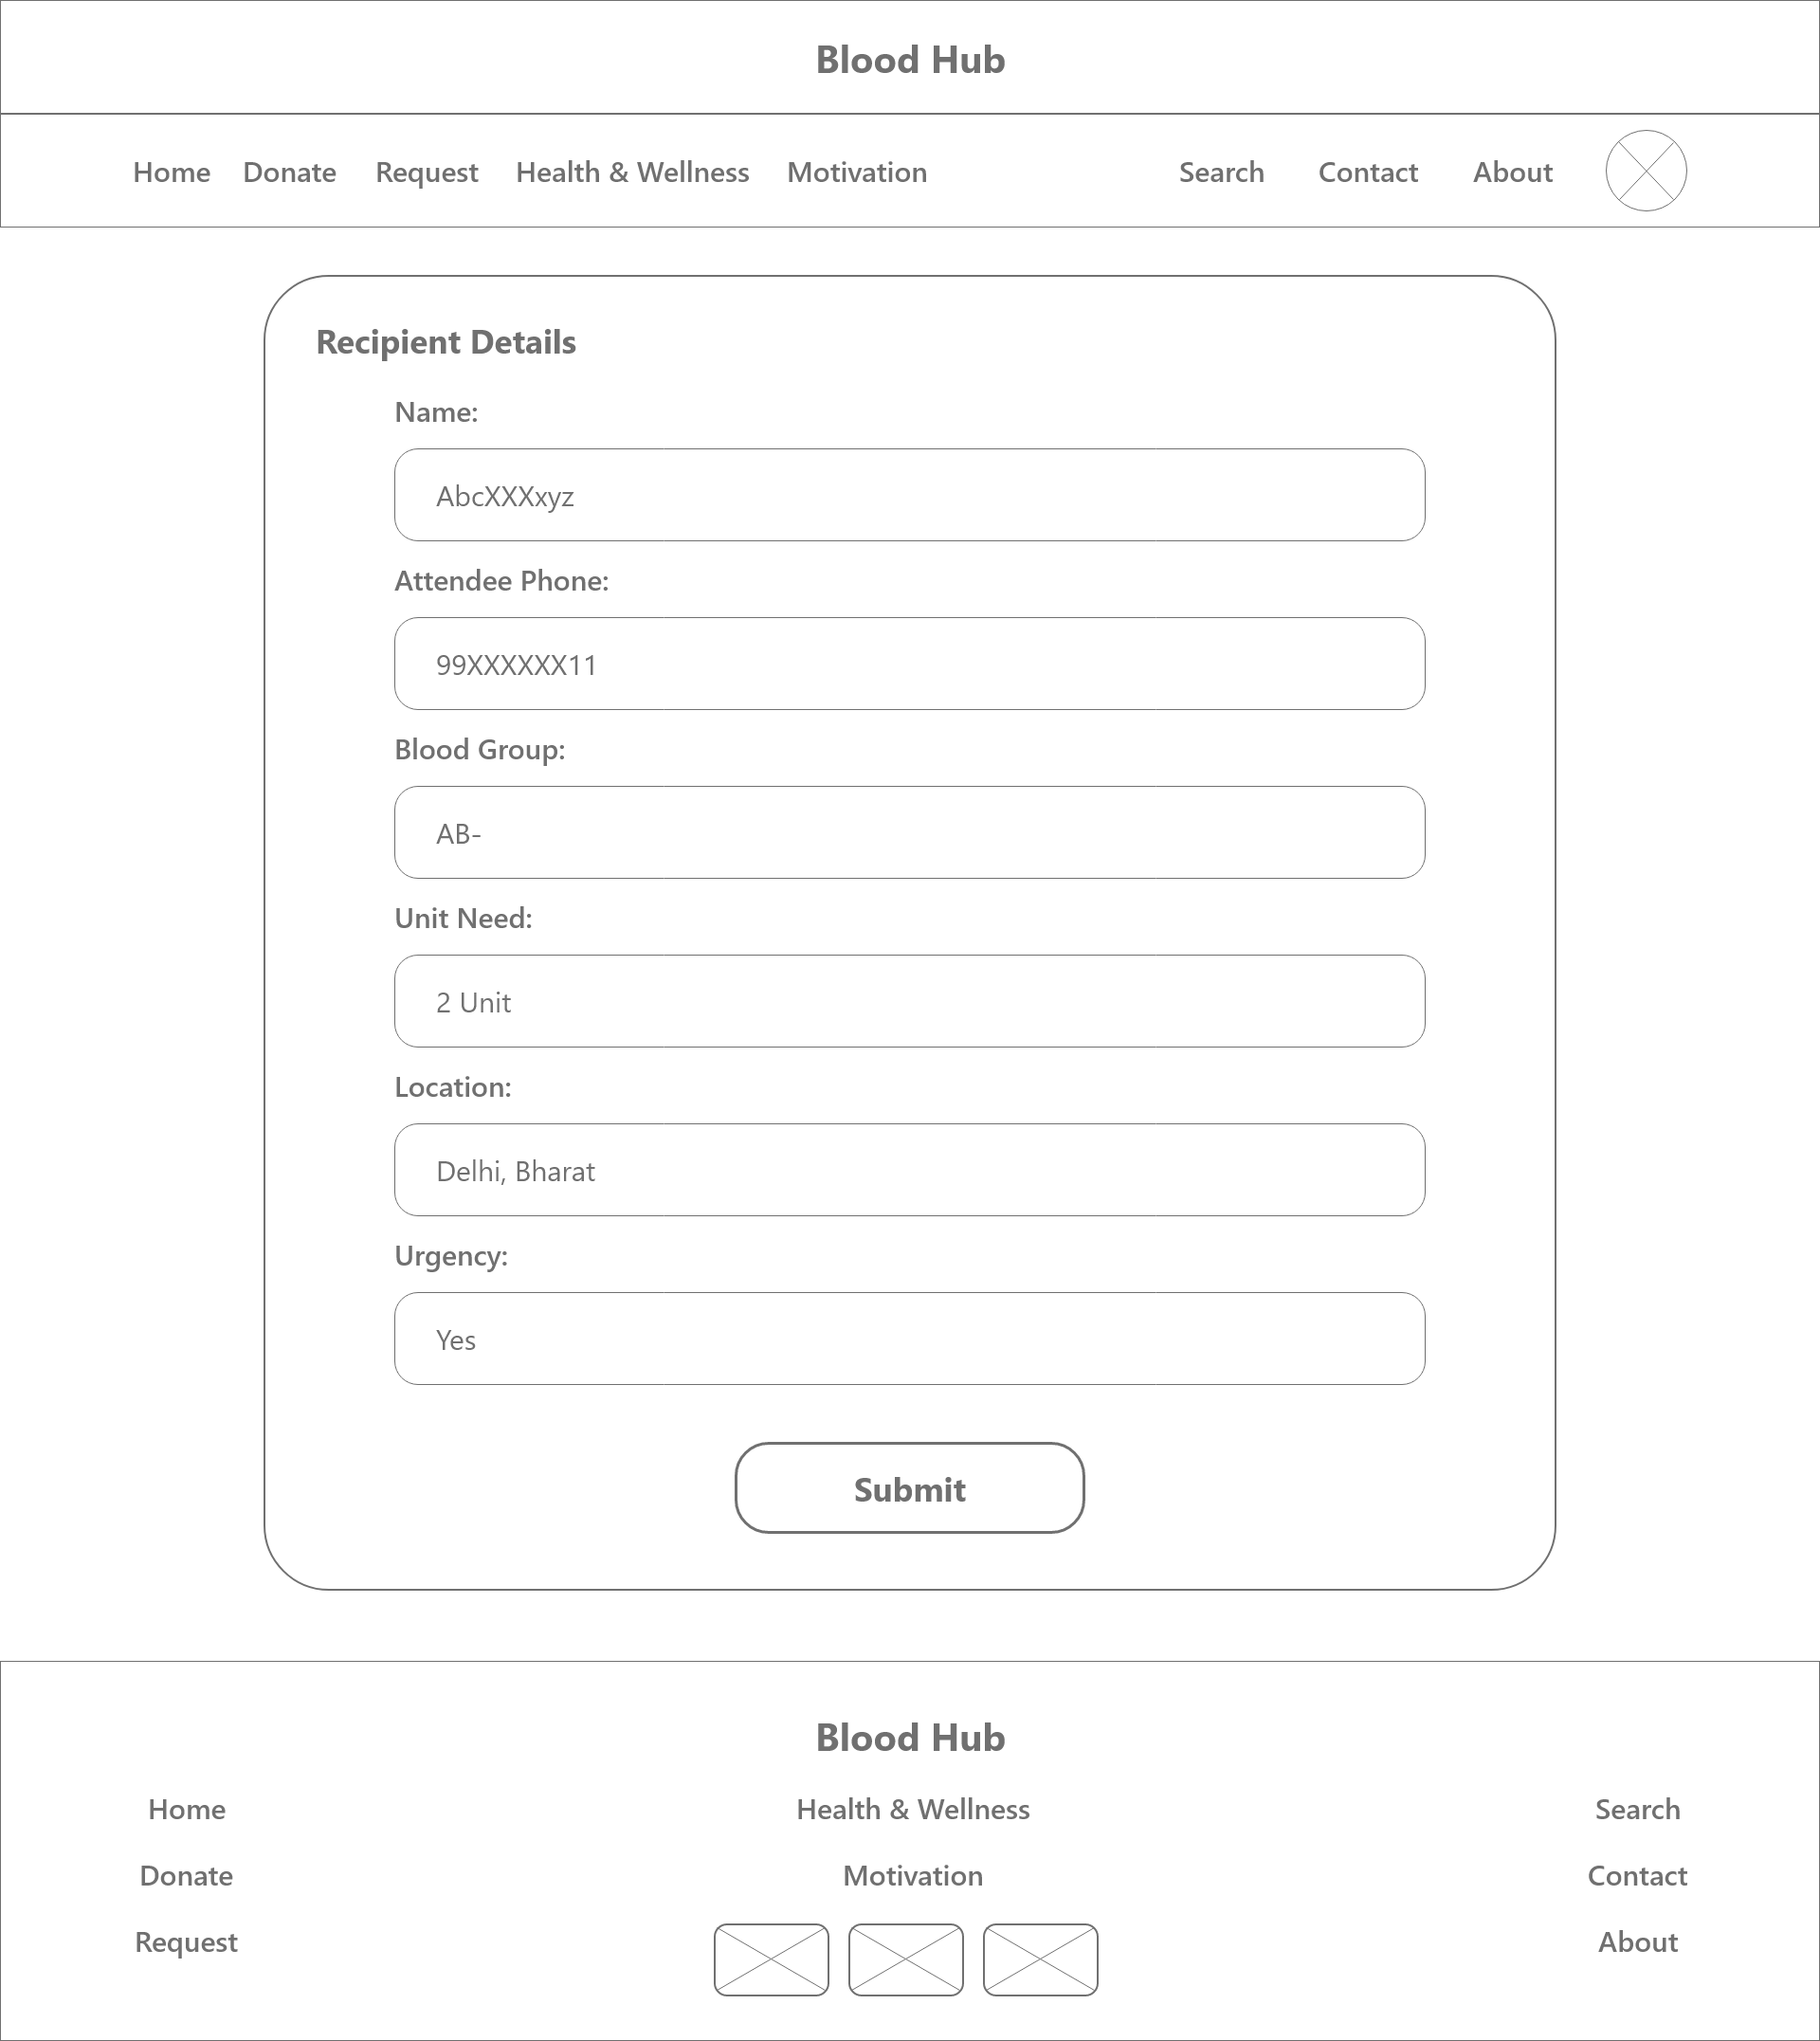 Blood Hub
Home Donate Request Health & Wellness Motivation Search Contact About
Recipient Details
Name:
AbcXXXxyz
Attendee Phone:
99XXXXXX11
Blood Group:
AB-
Unit Need:
2 Unit
Location:
Delhi, Bharat
Urgency:
Yes
Submit
Blood Hub
Home Health & Wellness Search
Donate Motivation Contact
Request About